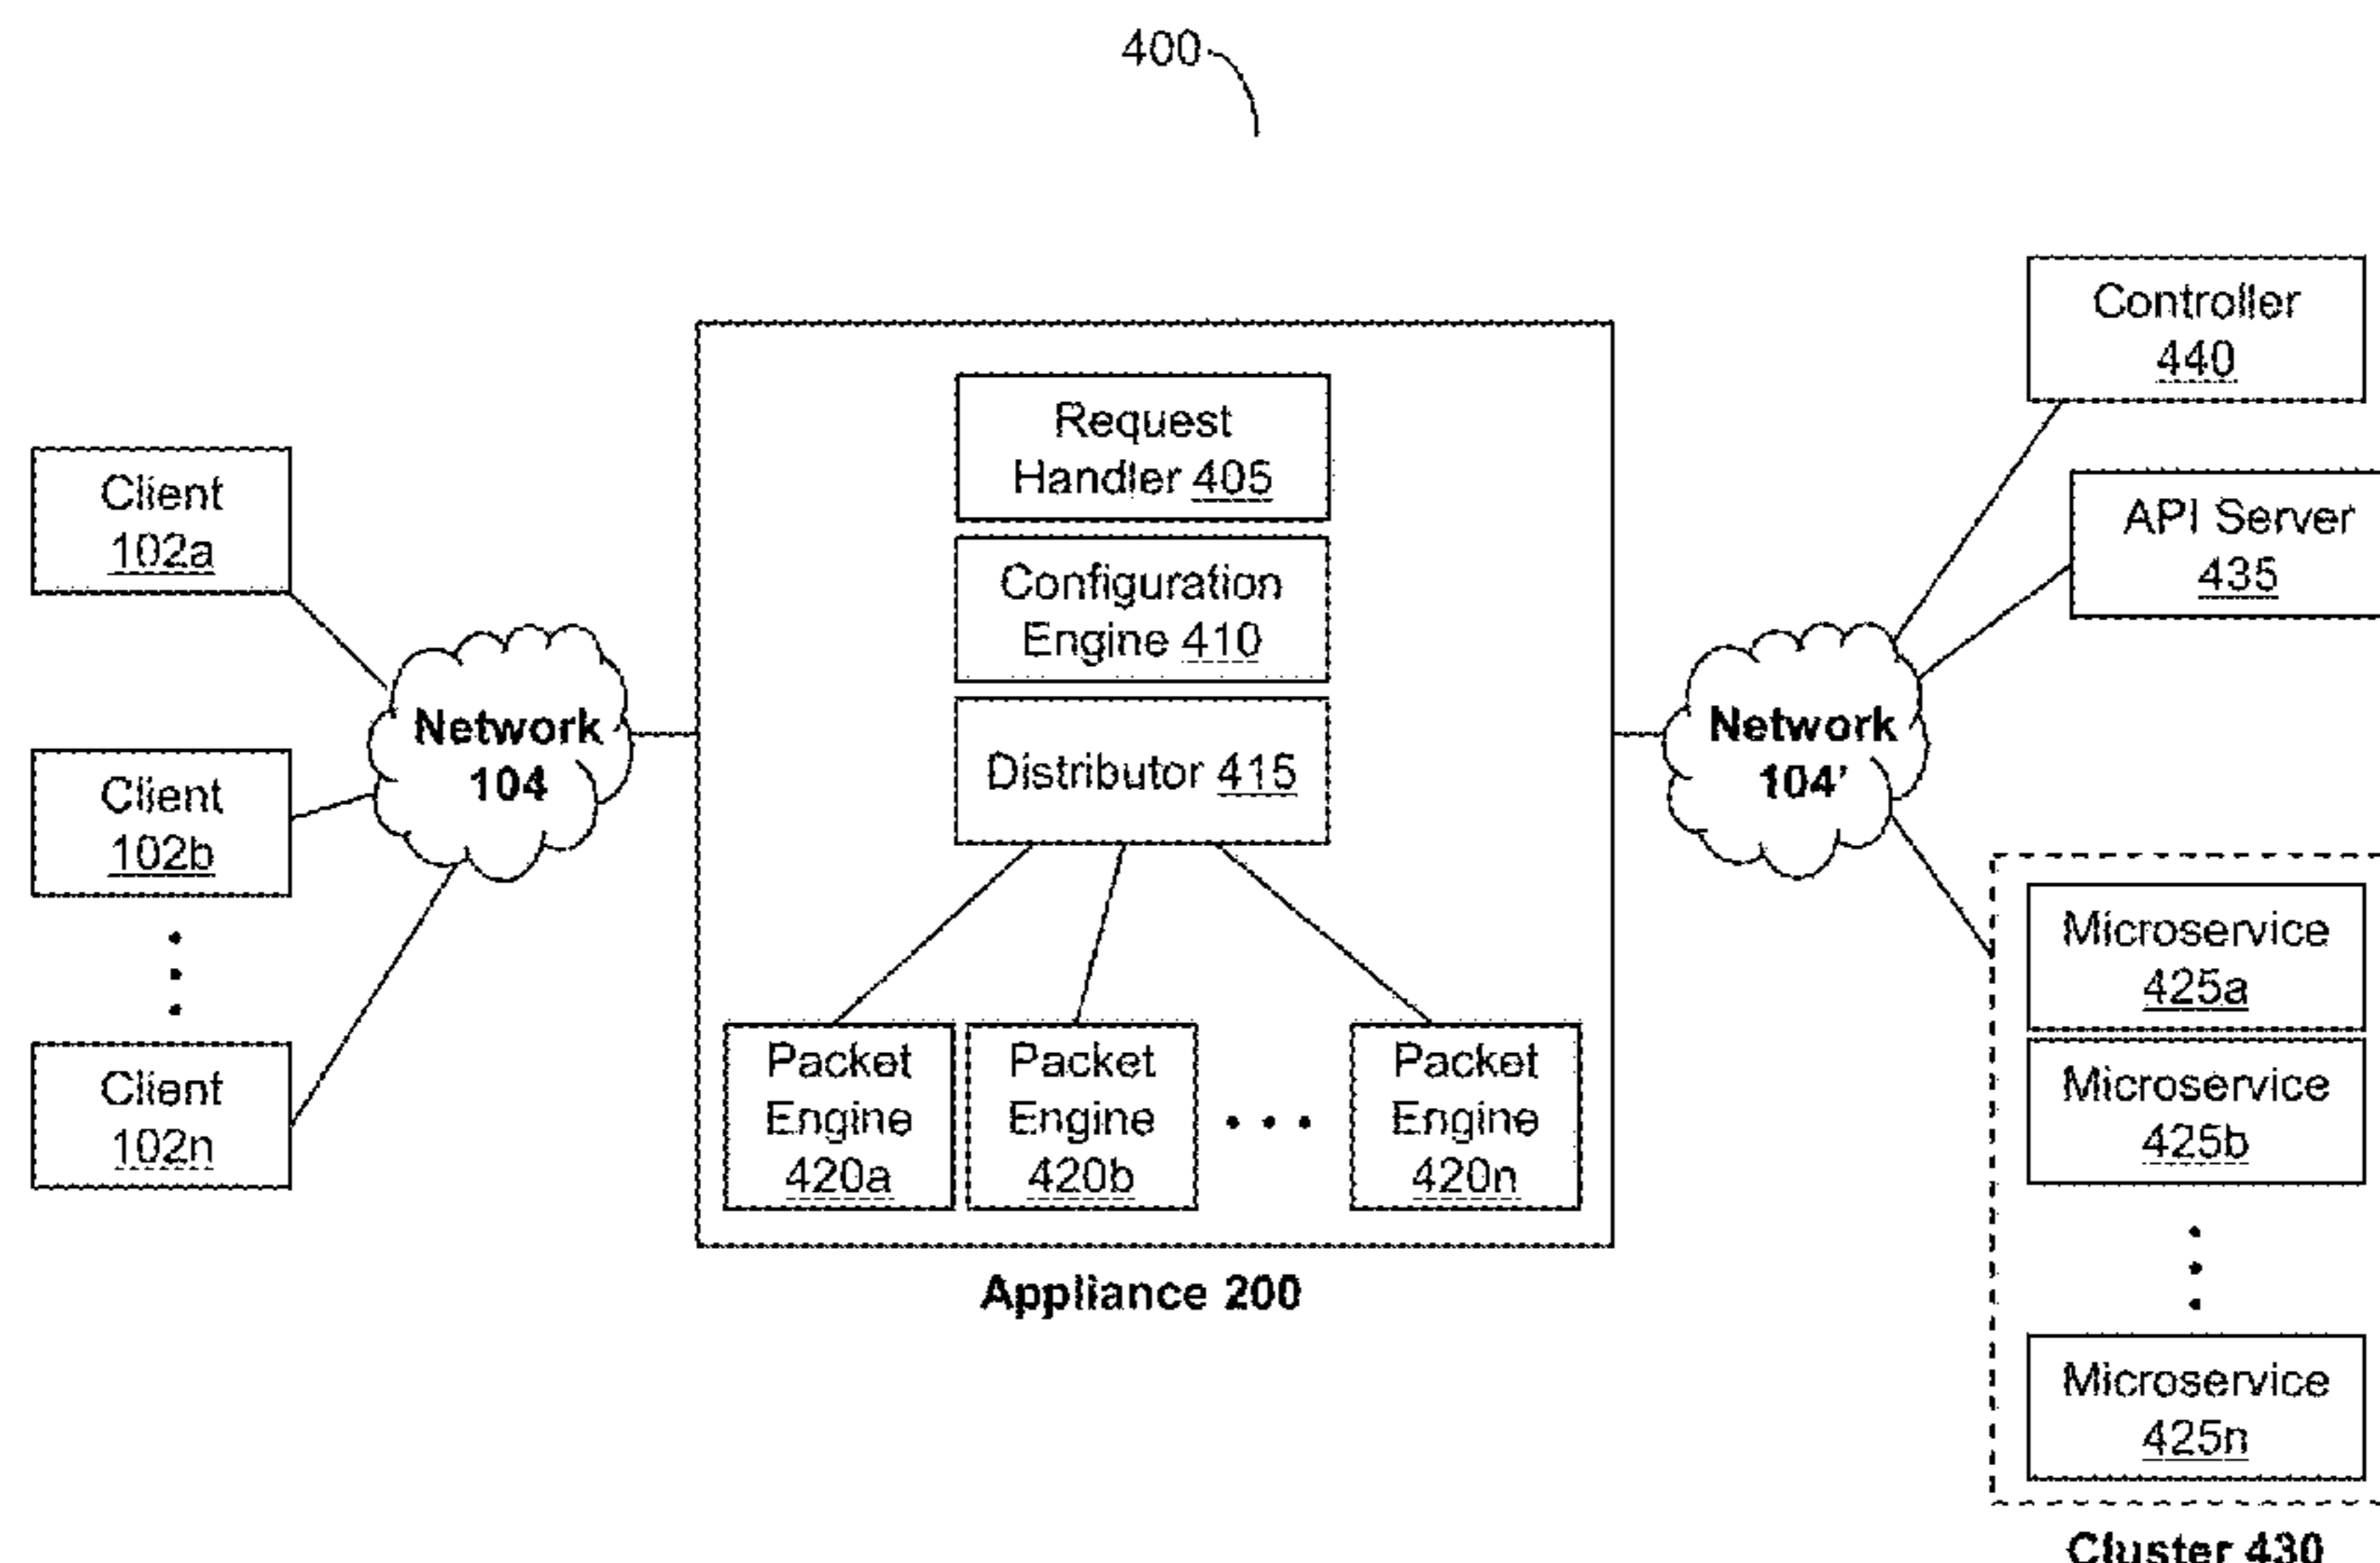 400
Client
102a
Client
102b
Client
102n
Network
104
Request
Handler 405
Configuration
Engine 410
Distributor 415
Packet
Engine
420a
Packet
Engine
420b
Packet
Engine
420n
Appliance 200
Network
104'
Controller
440
API Server
435
Microservice
425a
Microservice
425b
Microservice
425n
Cluster 430